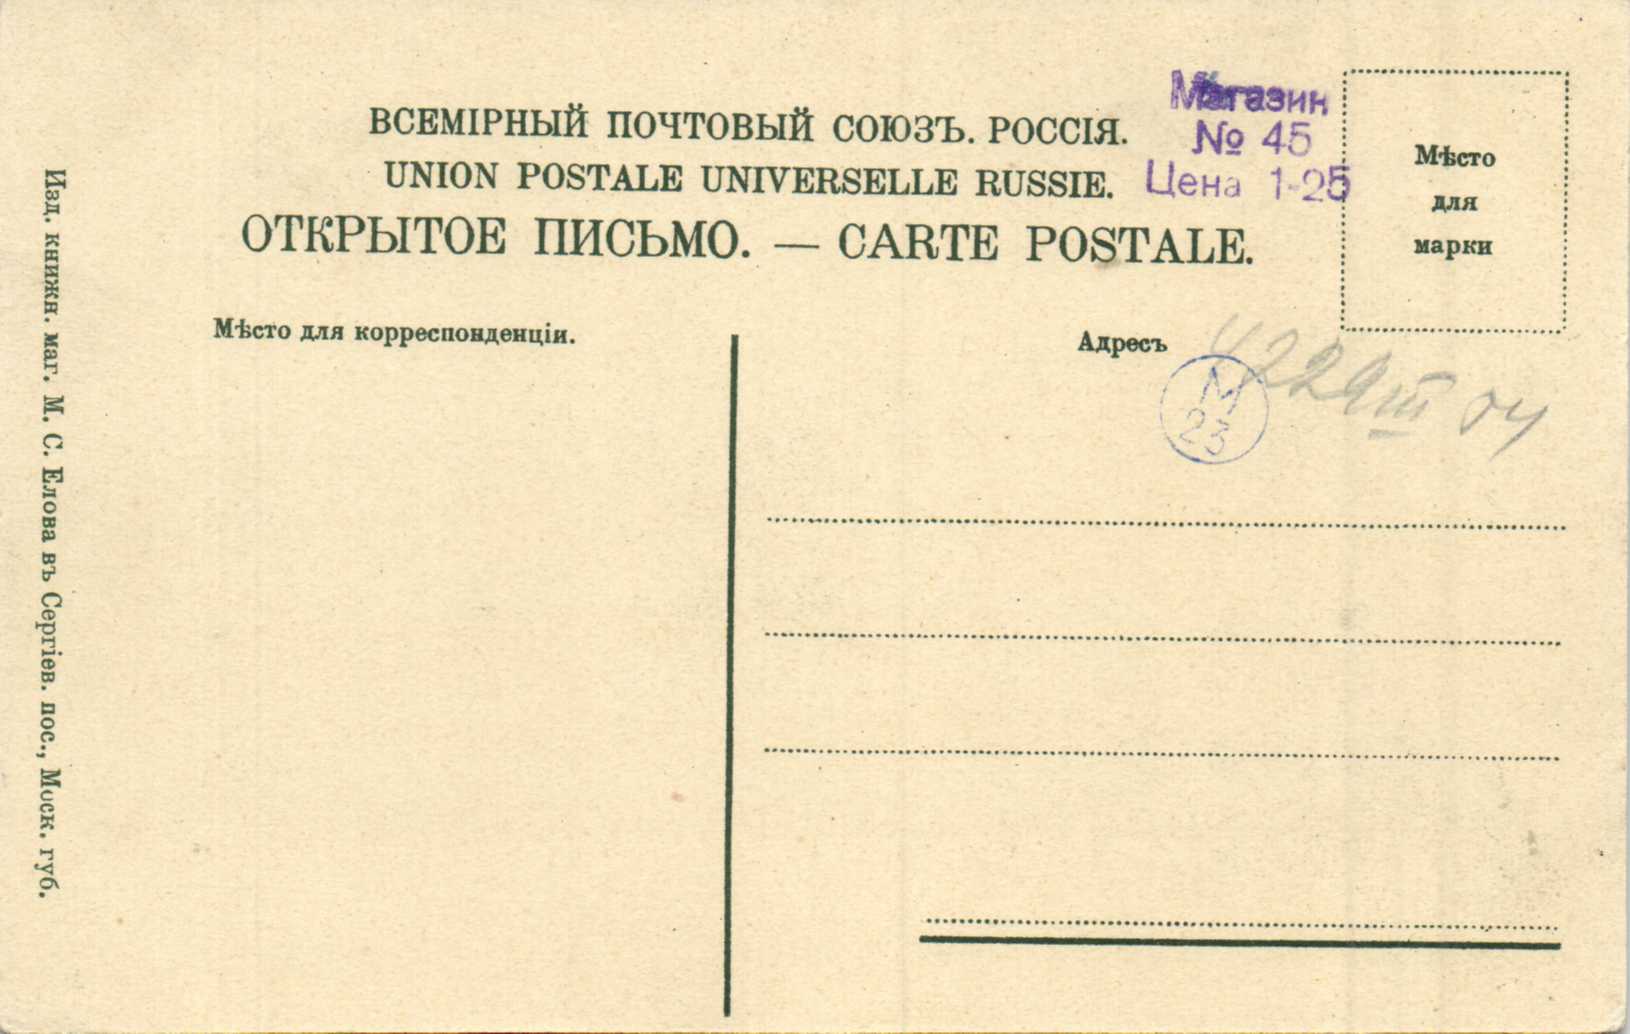 ВСЕМІРНЫЙ ПОЧТОВЫЙ СОЮЗЪ. РОССІЯ.
UNION POSTALE UNIVERSELLE RUSSIE.
ОТКРЫТОЕ ПИСЬМО. — CARTE POSTALE.
Магазин
№ 45
Цена 1-25
Мѣсто
для
марки
Мѣсто для корреспонденціи.
Адресъ
М
23
Изд. книжн. маг. М. С. Елова въ Сергіев. пос., Моск. губ.